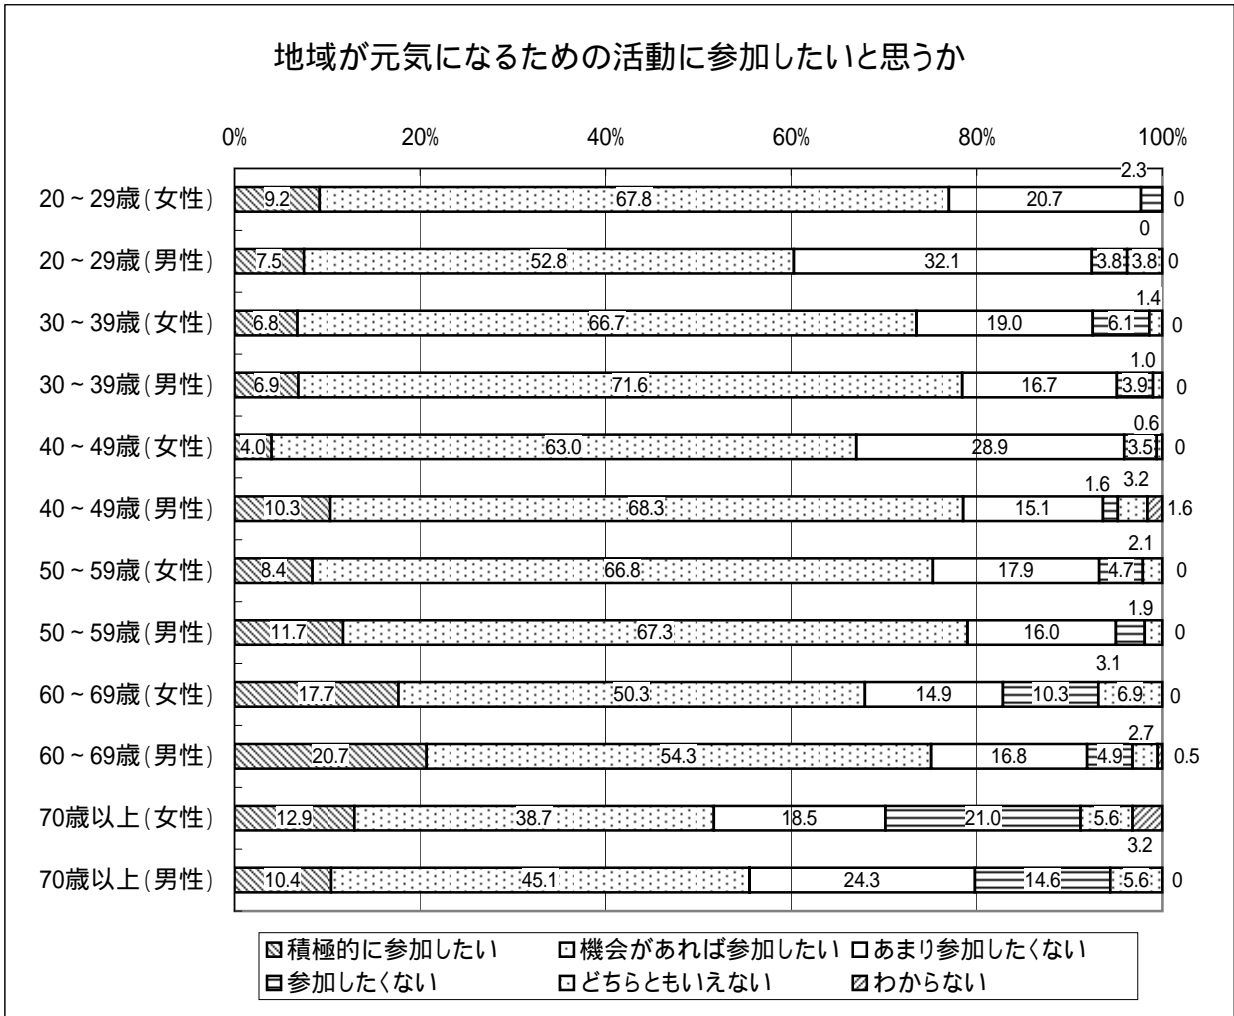 地域が元気になるための活動に参加したいと思うか
0% 20% 40% 60% 80% 100%
2.3
20~29歳(女性) 9.2 67.8 20.7 0
0
20~29歳(男性) 7.5 52.8 32.1 3.8 3.8 0
1.4
30~39歳(女性) 6.8 66.7 19.0 6.1 0
1.0
30~39歳(男性) 6.9 71.6 16.7 3.9 0
0.6
40~49歳(女性) 4.0 63.0 28.9 3.5 0
1.6 3.2
40~49歳(男性) 10.3 68.3 15.1 1.6
2.1
50~59歳(女性) 8.4 66.8 17.9 4.7 0
1.9
50~59歳(男性) 11.7 67.3 16.0 0
3.1
60~69歳(女性) 17.7 50.3 14.9 10.3 6.9 0
2.7
60~69歳(男性) 20.7 54.3 16.8 4.9 0.5
70歳以上(女性) 12.9 38.7 18.5 21.0 5.6
3.2
70歳以上(男性) 10.4 45.1 24.3 14.6 5.6 0
積極的に参加したい 機会があれば参加したい あまり参加したくない
参加したくない どちらともいえない わからない